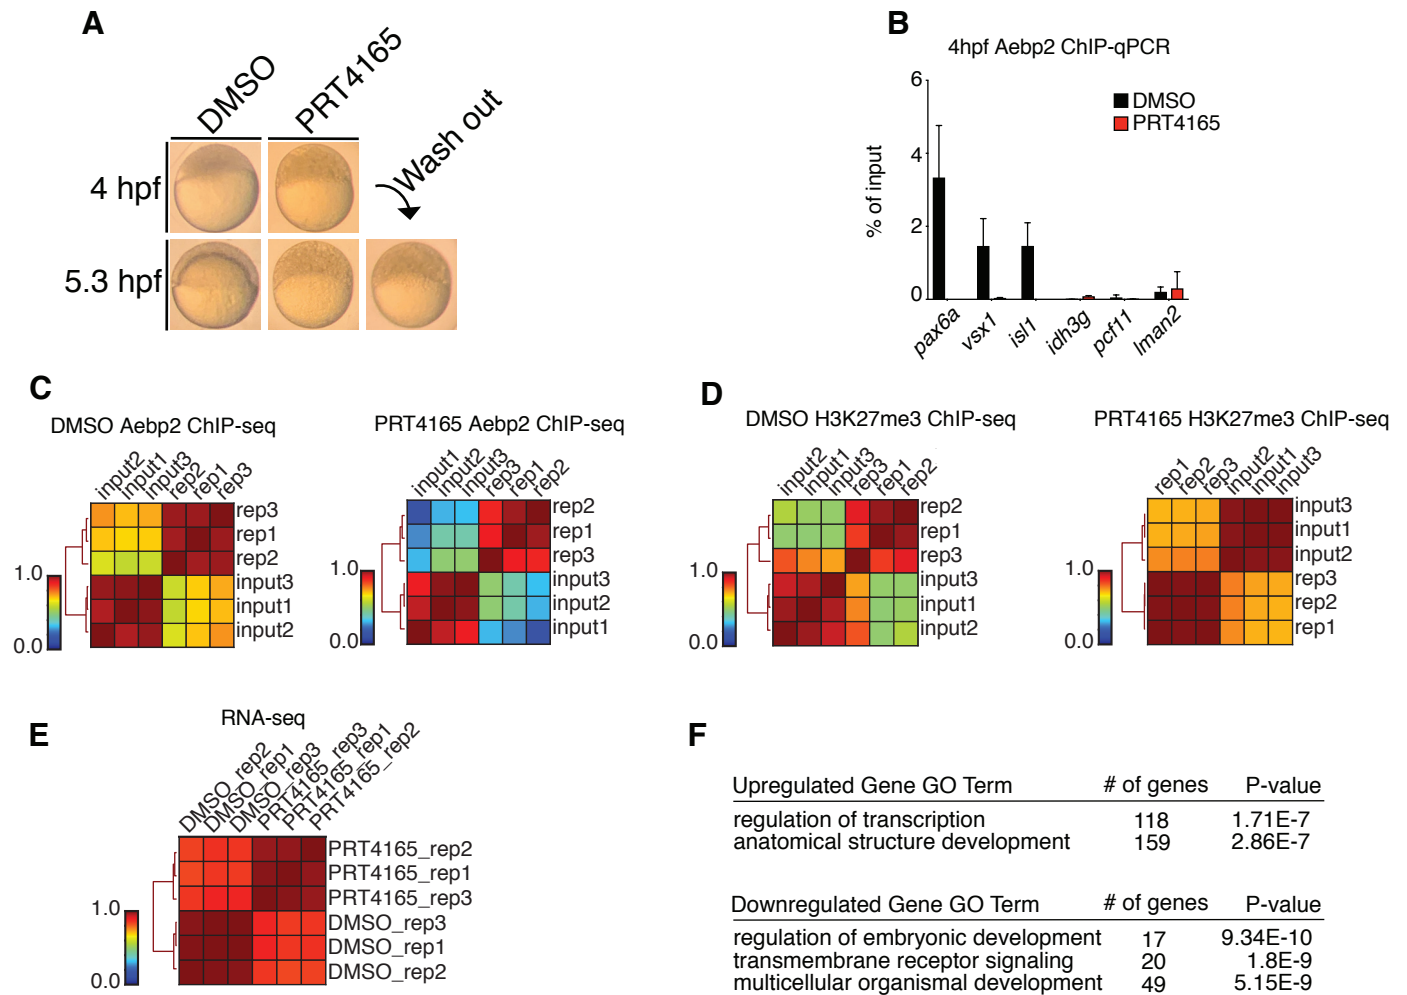 A
DMSO
PRT4165
Wash out
4 hpf
5.3 hpf
B
4hpf Aebp2 ChIP-qPCR
% of input
6
4
2
0
DMSO
PRT4165
pax6a
vsx1
isl1
idh3g
pcf11
lman2
C
DMSO Aebp2 ChIP-seq
input2
input1
input3
rep2
rep1
rep3
rep3
rep1
rep2
input3
input1
input2
1.0
0.0
PRT4165 Aebp2 ChIP-seq
input1
input2
input3
rep3
rep1
rep2
rep2
rep1
rep3
input3
input2
input1
1.0
0.0
D
DMSO H3K27me3 ChIP-seq
input2
input1
input3
rep3
rep1
rep2
rep2
rep1
rep3
input3
input1
input2
1.0
0.0
PRT4165 H3K27me3 ChIP-seq
rep1
rep2
rep3
input2
input1
input3
input3
input1
input2
rep3
rep2
rep1
1.0
0.0
E
RNA-seq
DMSO_rep2
DMSO_rep1
DMSO_rep3
PRT4165_rep3
PRT4165_rep1
PRT4165_rep2
PRT4165_rep2
PRT4165_rep1
PRT4165_rep3
DMSO_rep3
DMSO_rep1
DMSO_rep2
1.0
0.0
F
Upregulated Gene GO Term # of genes P-value
regulation of transcription 118 1.71E-7
anatomical structure development 159 2.86E-7
Downregulated Gene GO Term # of genes P-value
regulation of embryonic development 17 9.34E-10
transmembrane receptor signaling 20 1.8E-9
multicellular organismal development 49 5.15E-9